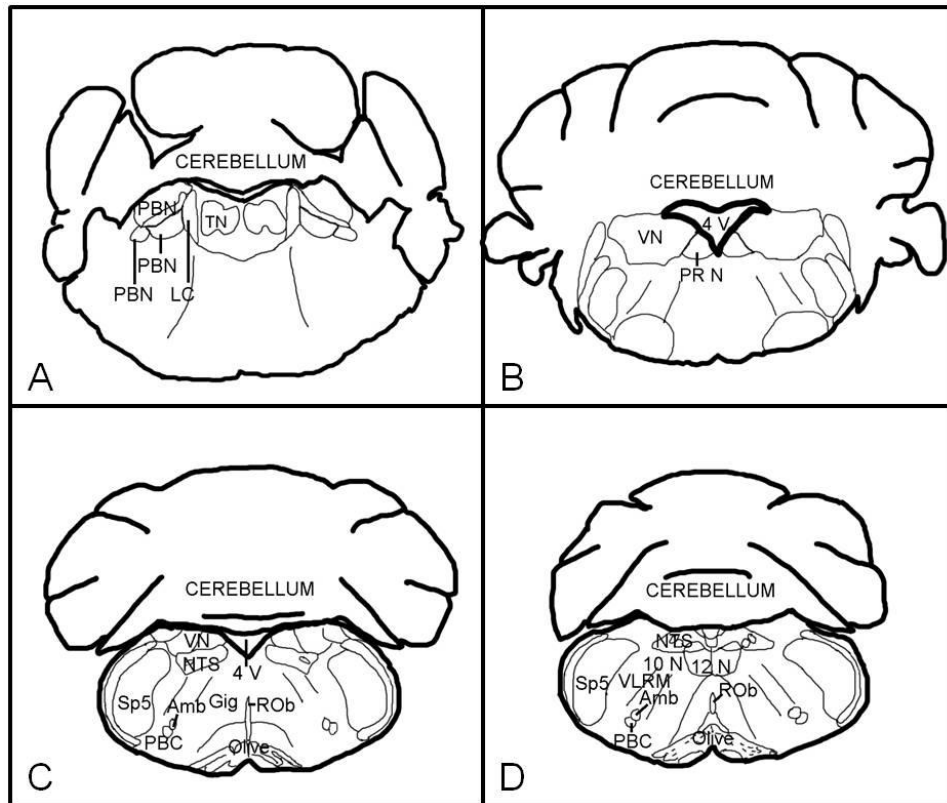 CEREBELLUM
PBN
TN
PBN
PBN
LC
A
CEREBELLUM
VN
4 V
PR N
B
CEREBELLUM
VN
NTS
4 V
Sp5
Amb
Gig
ROb
PBC
Olive
C
CEREBELLUM
NTS
10 N
12 N
Sp5
VLRM
ROb
Amb
PBC
Olive
D